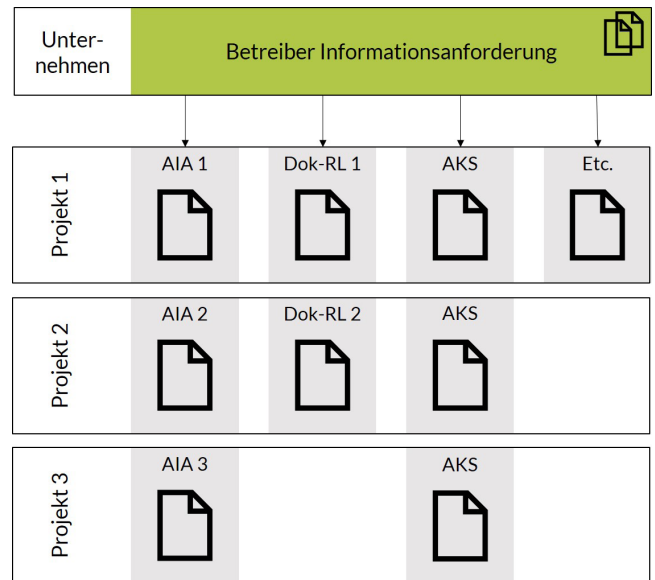 Unter-
nehmen
Betreiber Informationsanforderung
Projekt 1
AIA 1
Dok-RL 1
AKS
Etc.
Projekt 2
AIA 2
Dok-RL 2
AKS
Projekt 3
AIA 3
AKS